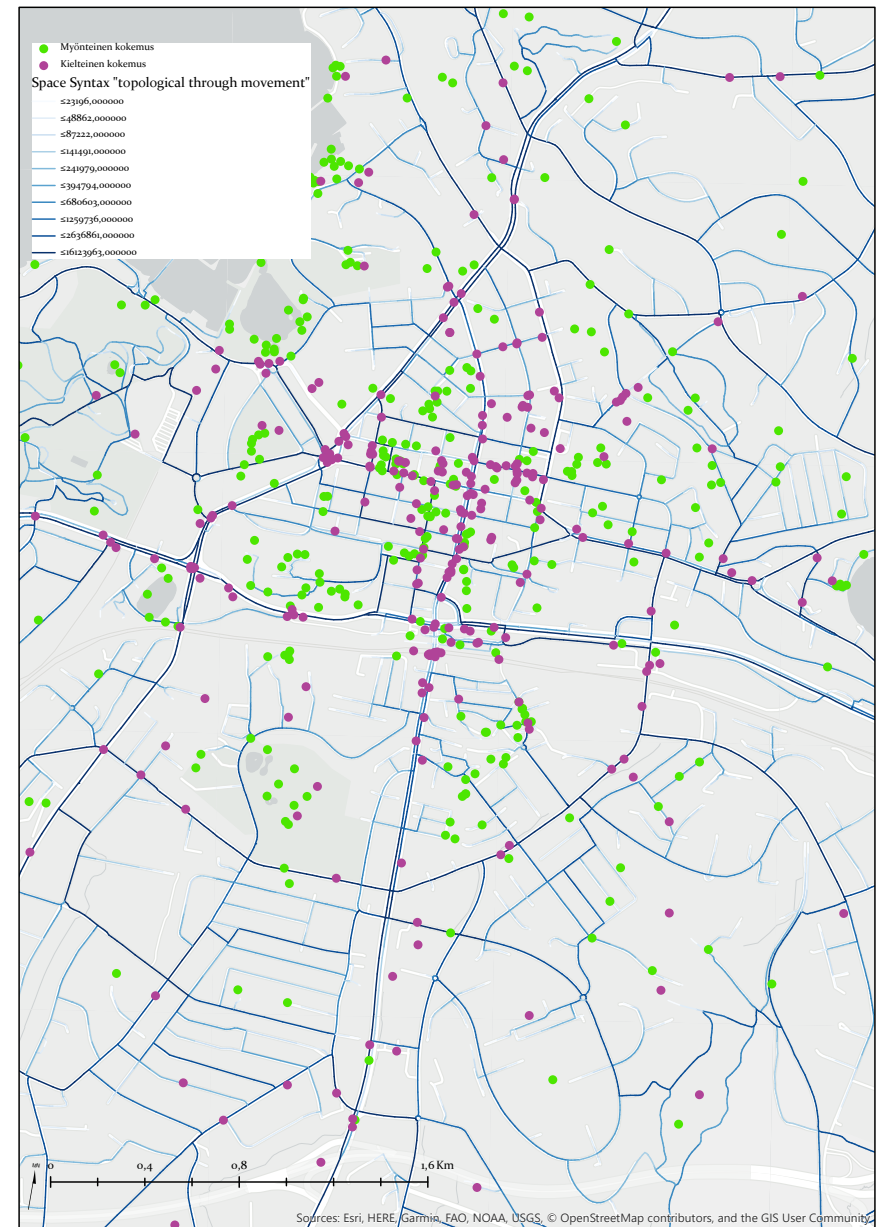 Myönteinen kokemus
Kielteinen kokemus
Space Syntax "topological through movement"
≤23196,000000
≤48862,000000
≤87222,000000
≤141491,000000
≤241979,000000
≤394794,000000
≤680603,000000
≤1259736,000000
≤2636861,000000
≤16123963,000000
MN 0 0,4 0,8 1,6 Km
Sources: Esri, HERE, Garmin, FAO, NOAA, USGS, © OpenStreetMap contributors, and the GIS User Community